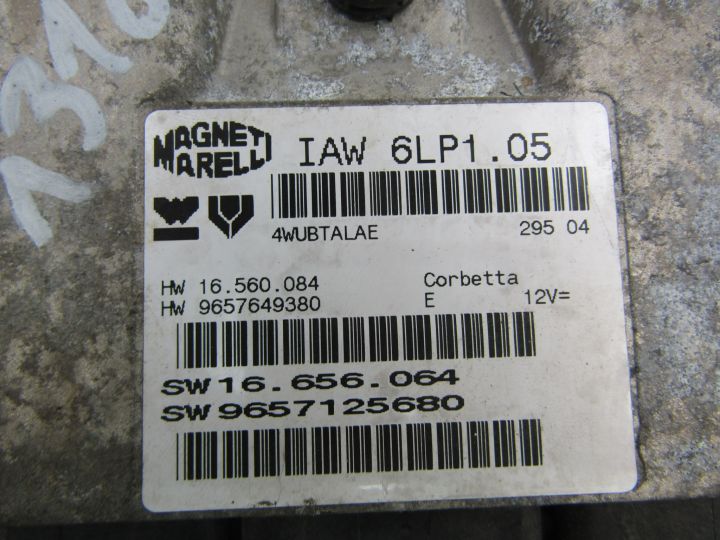 1316
MAGNETI MARELLI
IAW 6LP1.05
4WUBTALAE 295 04
HW 16.560.084 Corbetta
HW 9657649380 E 12V=
SW 16.656.064
SW 9657125680